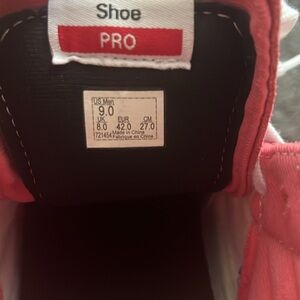 Shoe
PRO
US Men
9.0
UK EUR CM
8.0 42.0 27.0
721454 Made in China
Fabriqué en Chine